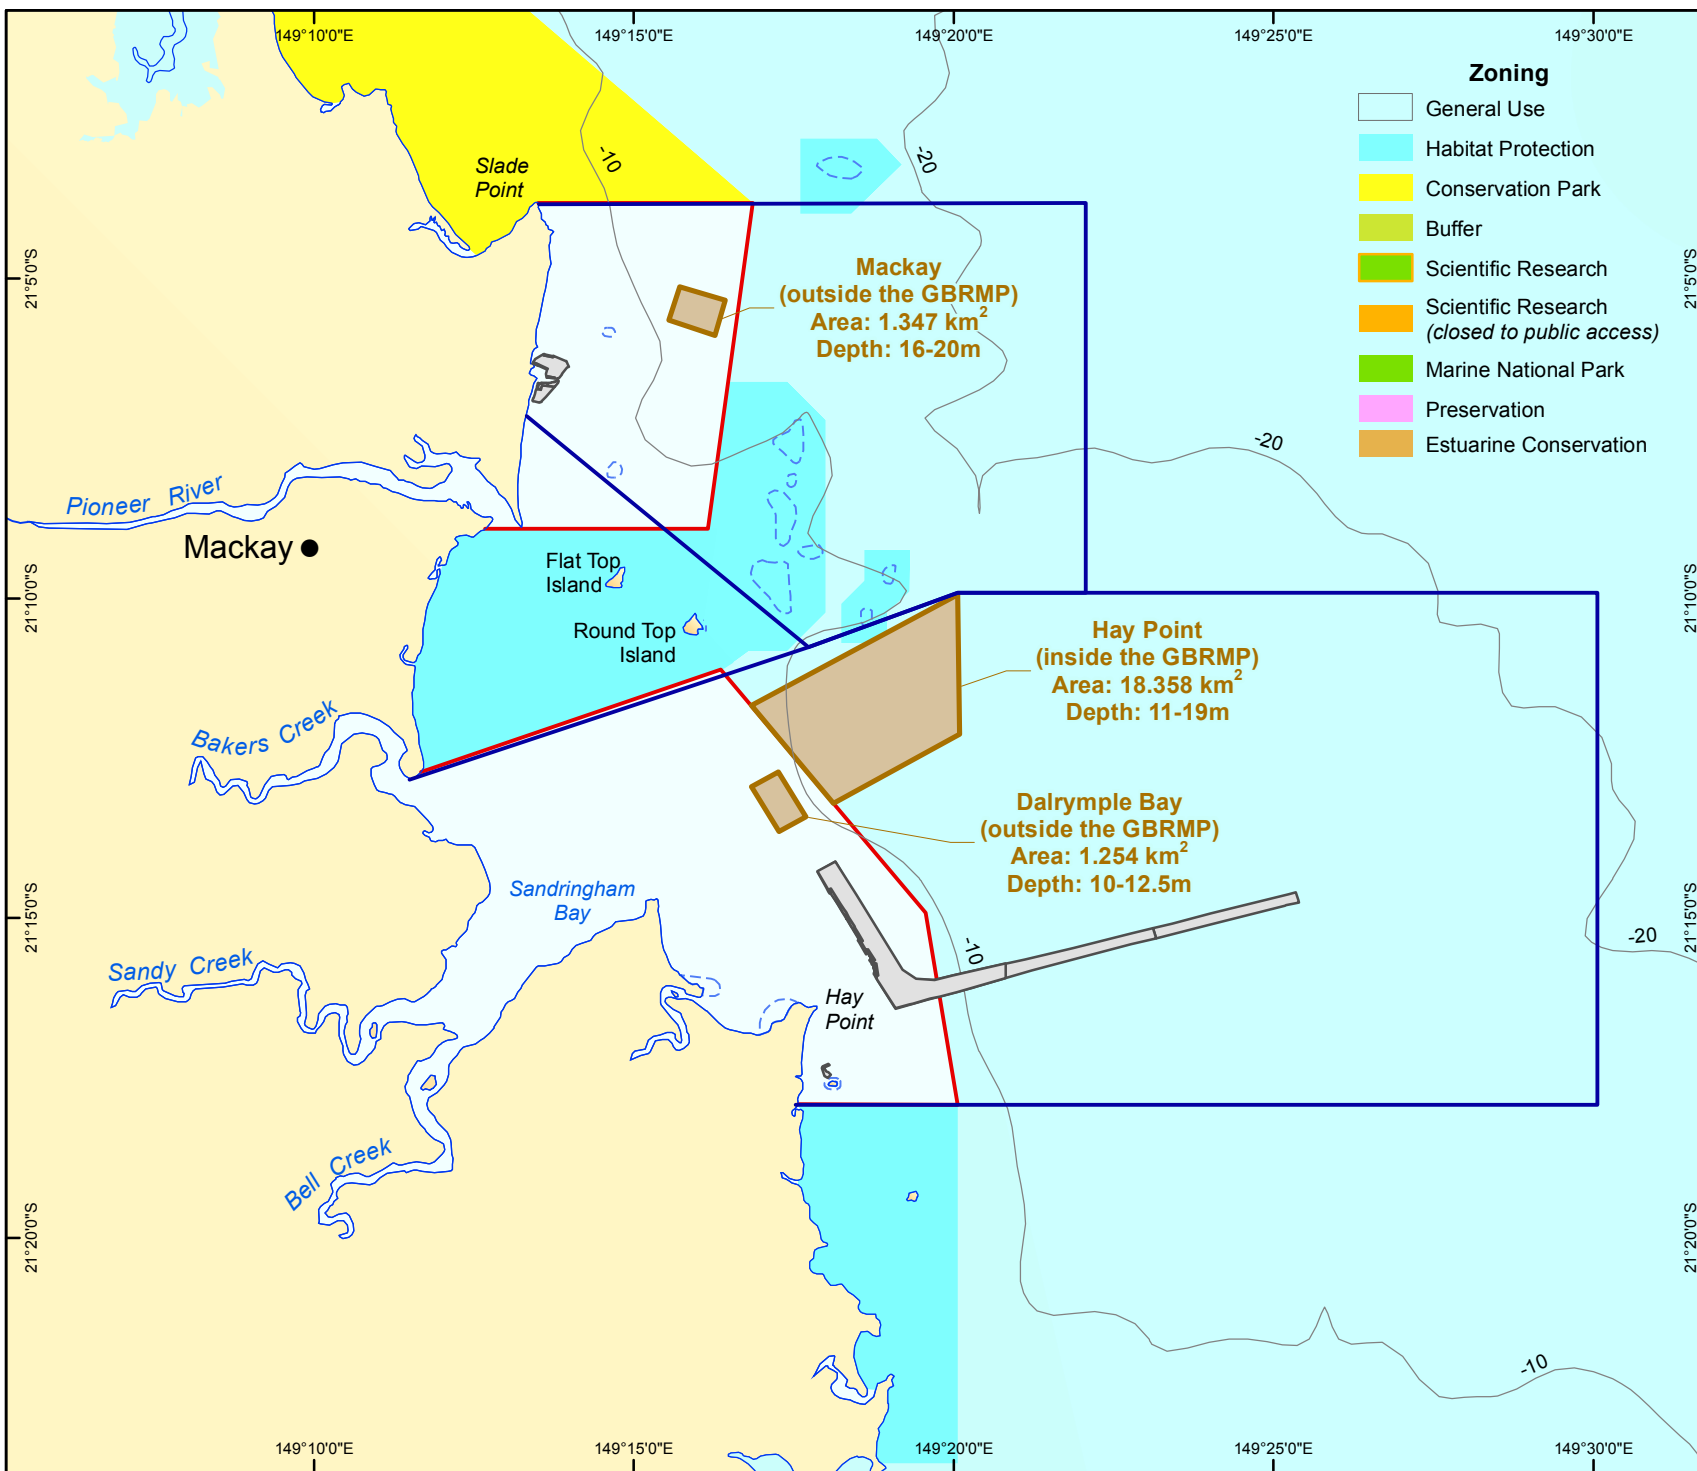 149°10'0"E
149°15'0"E
149°20'0"E
149°25'0"E
149°30'0"E
Zoning
General Use
Habitat Protection
Conservation Park
Buffer
Scientific Research
Scientific Research
(closed to public access)
Marine National Park
Preservation
Estuarine Conservation
Slade
Point
-10
-20
21°5'0"S
21°5'0"S
Mackay
(outside the GBRMP)
Area: 1.347 km²
Depth: 16-20m
-20
Pioneer River
Mackay
Flat Top
Island
Round Top
Island
21°10'0"S
21°10'0"S
Hay Point
(inside the GBRMP)
Area: 18.358 km²
Depth: 11-19m
Bakers Creek
Dalrymple Bay
(outside the GBRMP)
Area: 1.254 km²
Depth: 10-12.5m
Sandringham
Bay
21°15'0"S
21°15'0"S
-10
-20
Sandy Creek
Hay
Point
Bell Creek
21°20'0"S
21°20'0"S
-10
149°10'0"E
149°15'0"E
149°20'0"E
149°25'0"E
149°30'0"E